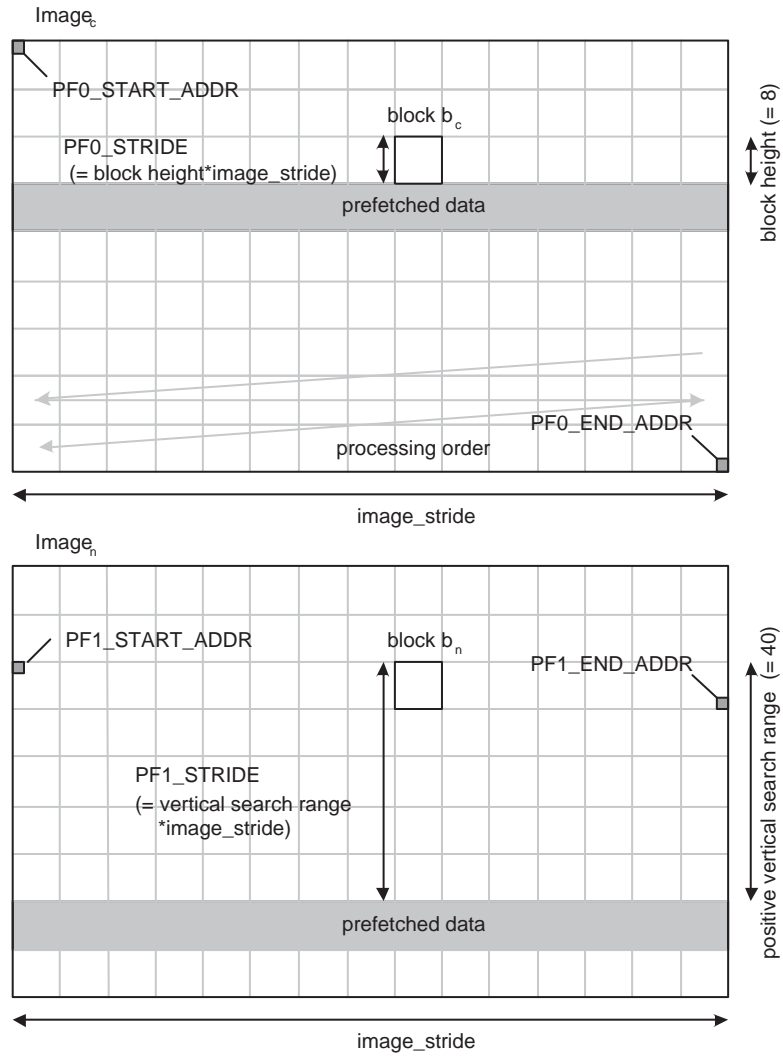 Image_c
PF0_START_ADDR
block b_c
PF0_STRIDE
(= block height*image_stride)
block height (= 8)
prefetched data
PF0_END_ADDR
processing order
image_stride
Image_n
PF1_START_ADDR
block b_n
PF1_END_ADDR
PF1_STRIDE
(= vertical search range
*image_stride)
positive vertical search range (= 40)
prefetched data
image_stride